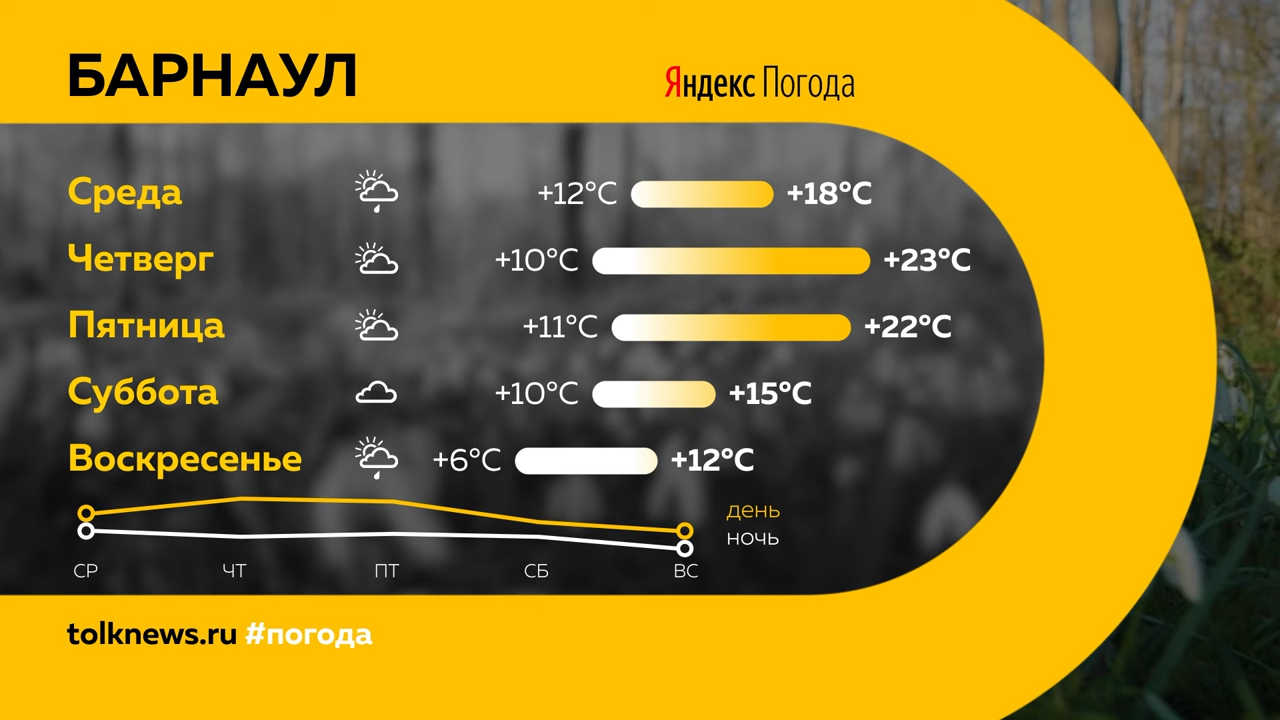 БАРНАУЛ
Яндекс Погода
Среда +12°C +18°C
Четверг +10°C +23°C
Пятница +11°C +22°C
Суббота +10°C +15°C
Воскресенье +6°C +12°C
день
ночь
СР ЧТ ПТ СБ ВС
tolknews.ru #погода